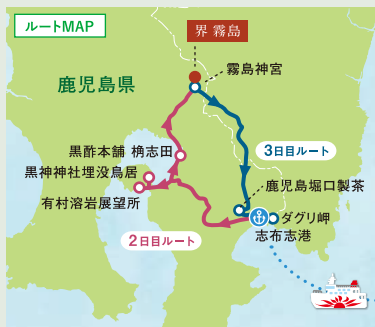 ルートMAP
界 霧島
霧島神宮
鹿児島県
3日目ルート
黒酢本舗 桷志田
黒神神社埋没鳥居
有村溶岩展望所
鹿児島堀口製茶
ダグリ岬
志布志港
2日目ルート